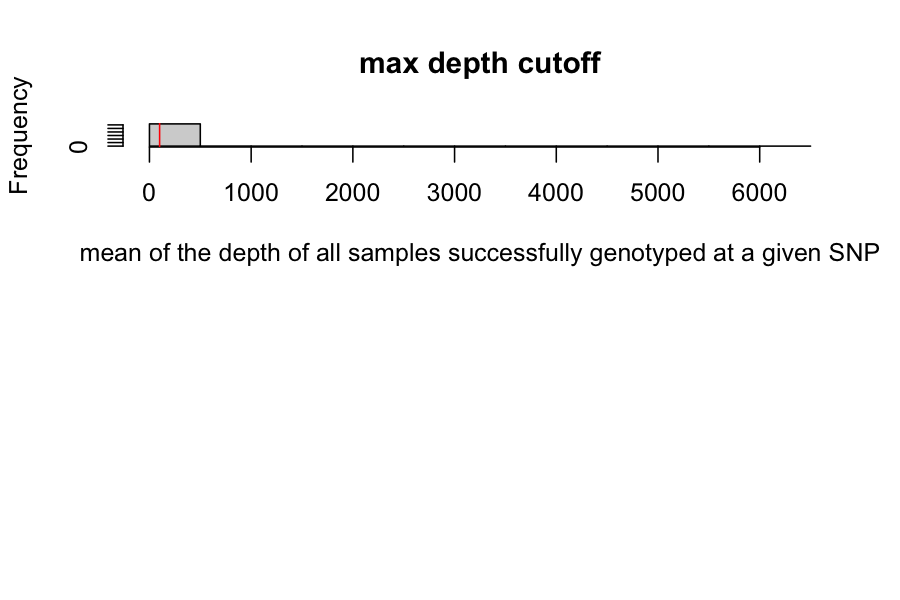 max depth cutoff
Frequency
0
0 1000 2000 3000 4000 5000 6000
mean of the depth of all samples successfully genotyped at a given SNP